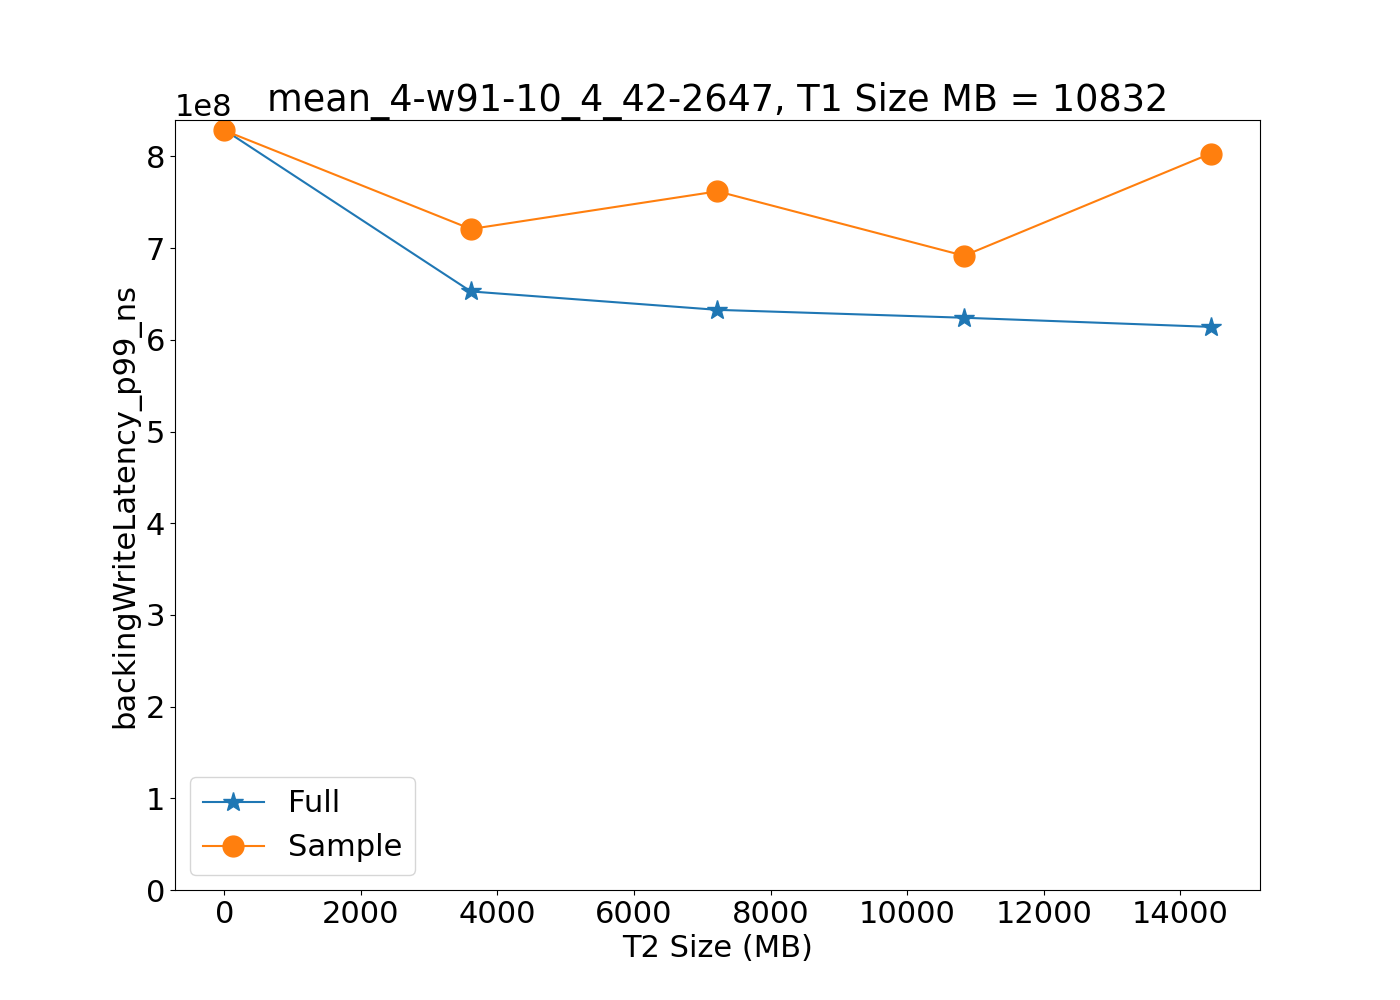 mean_4-w91-10_4_42-2647, T1 Size MB = 10832
1e8
8
7
6
5
4
3
2
1
0
backingWriteLatency_p99_ns
Full
Sample
0 2000 4000 6000 8000 10000 12000 14000
T2 Size (MB)